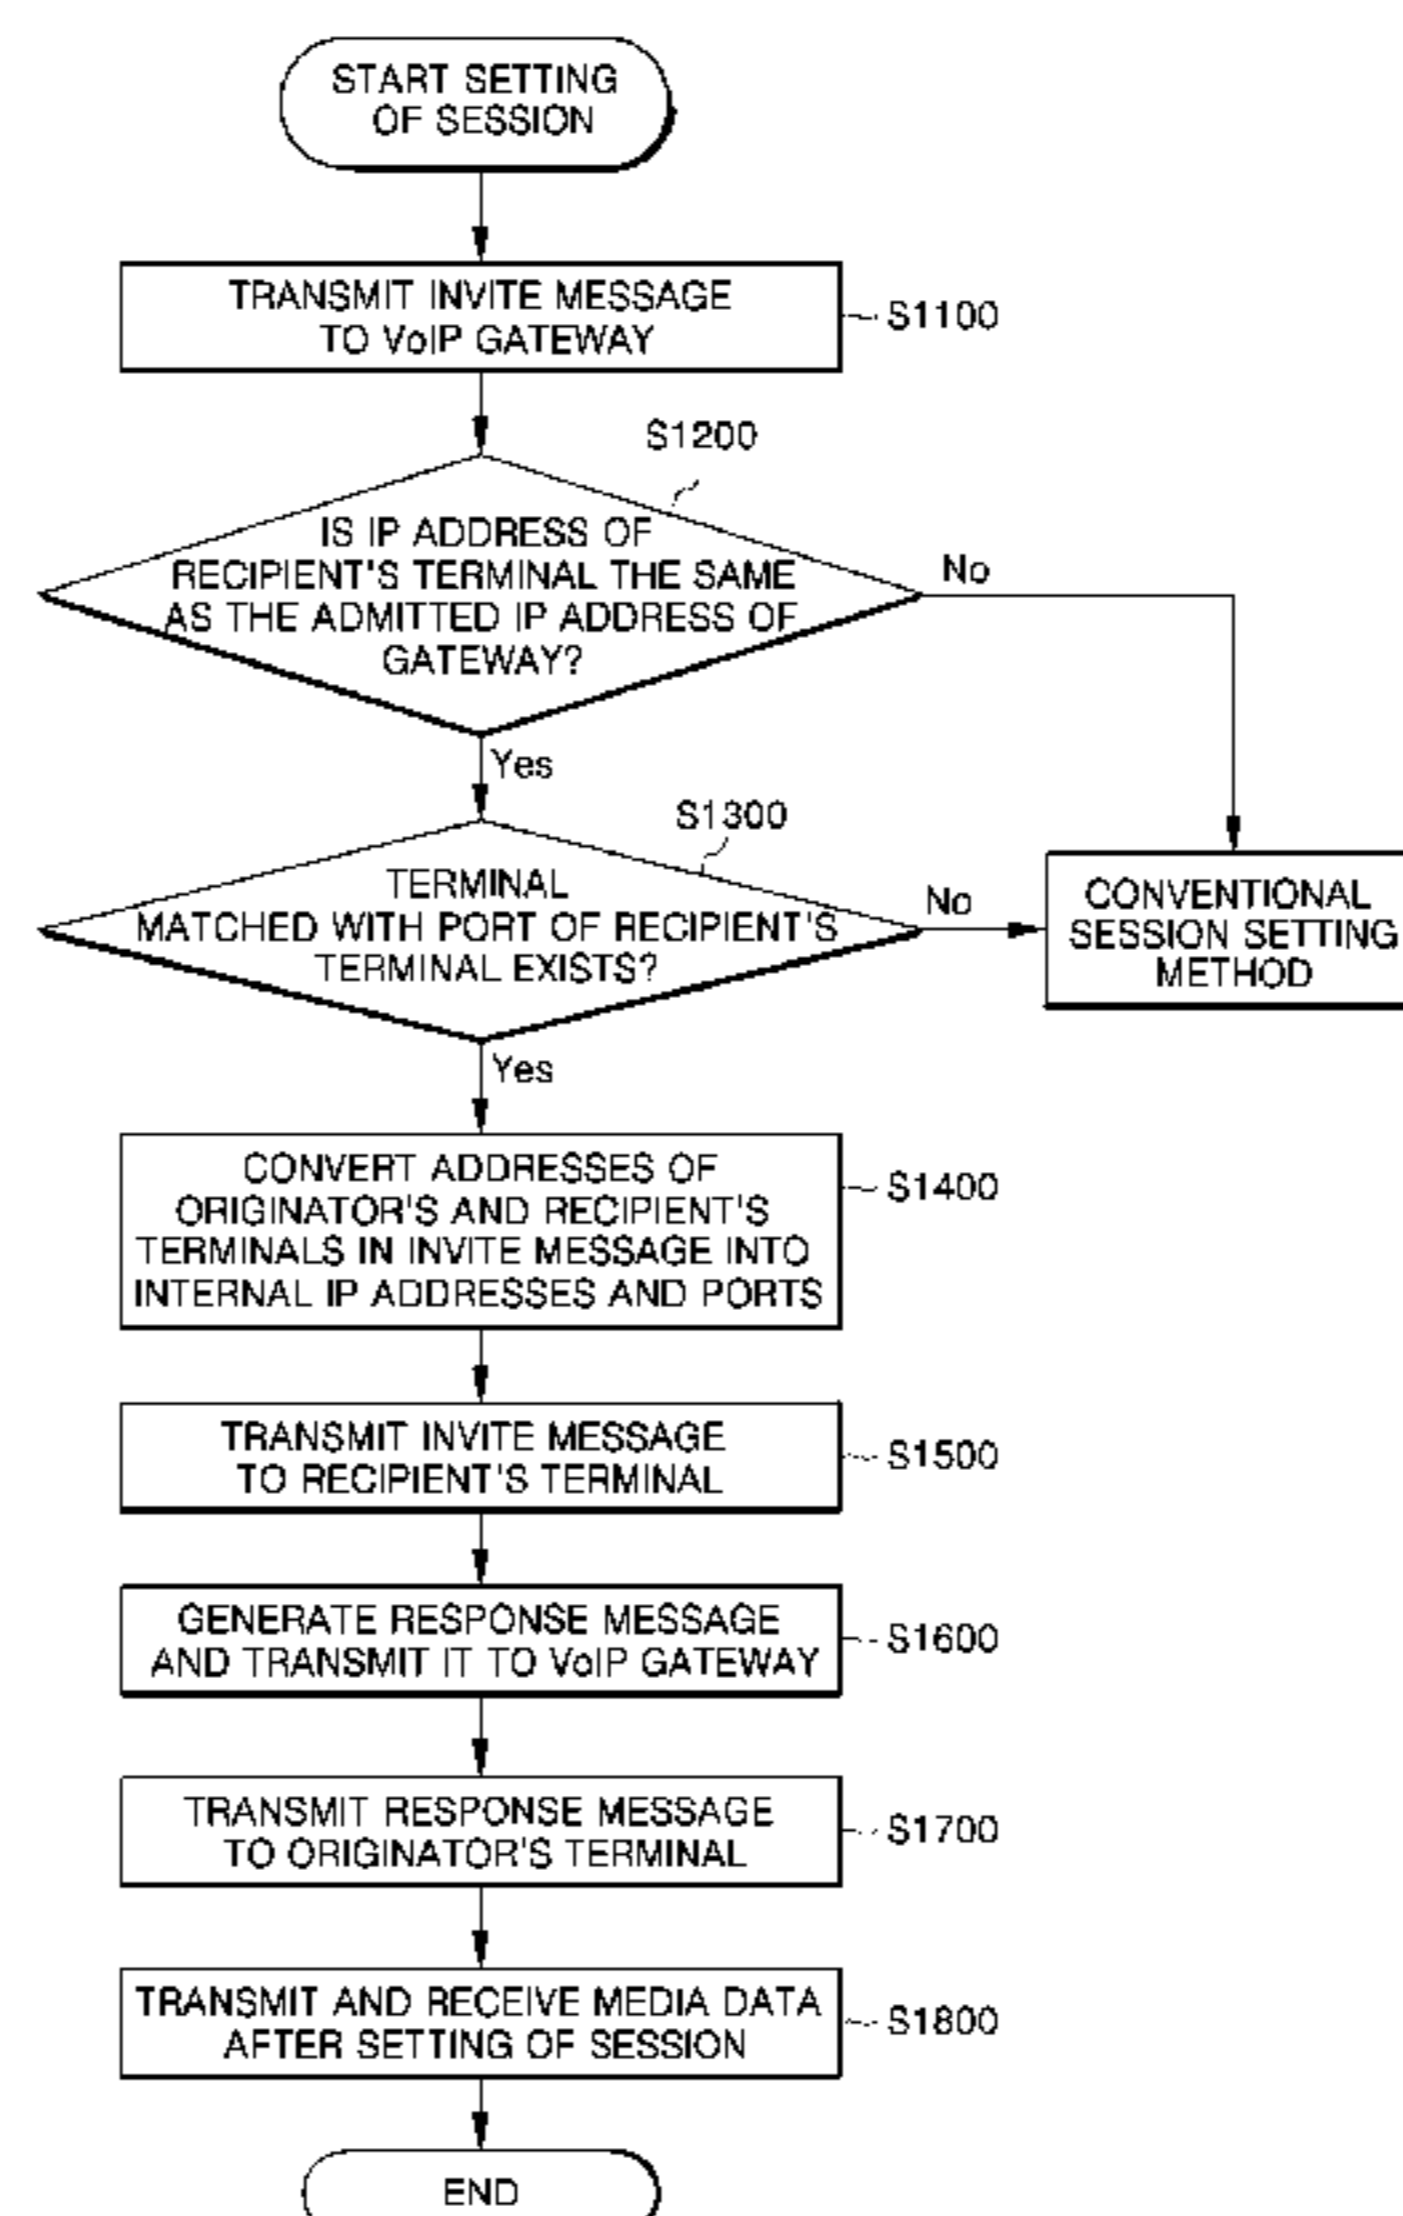 START SETTING
OF SESSION
TRANSMIT INVITE MESSAGE
TO VoIP GATEWAY
S1100
S1200
IS IP ADDRESS OF
RECIPIENT'S TERMINAL THE SAME
AS THE ADMITTED IP ADDRESS OF
GATEWAY?
No
Yes
S1300
TERMINAL
MATCHED WITH PORT OF RECIPIENT'S
TERMINAL EXISTS?
No
CONVENTIONAL
SESSION SETTING
METHOD
Yes
CONVERT ADDRESSES OF
ORIGINATOR'S AND RECIPIENT'S
TERMINALS IN INVITE MESSAGE INTO
INTERNAL IP ADDRESSES AND PORTS
S1400
TRANSMIT INVITE MESSAGE
TO RECIPIENT'S TERMINAL
S1500
GENERATE RESPONSE MESSAGE
AND TRANSMIT IT TO VoIP GATEWAY
S1600
TRANSMIT RESPONSE MESSAGE
TO ORIGINATOR'S TERMINAL
S1700
TRANSMIT AND RECEIVE MEDIA DATA
AFTER SETTING OF SESSION
S1800
END